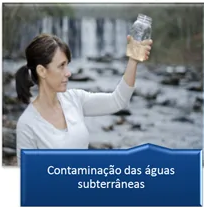 Contaminação das águas
subterrâneas